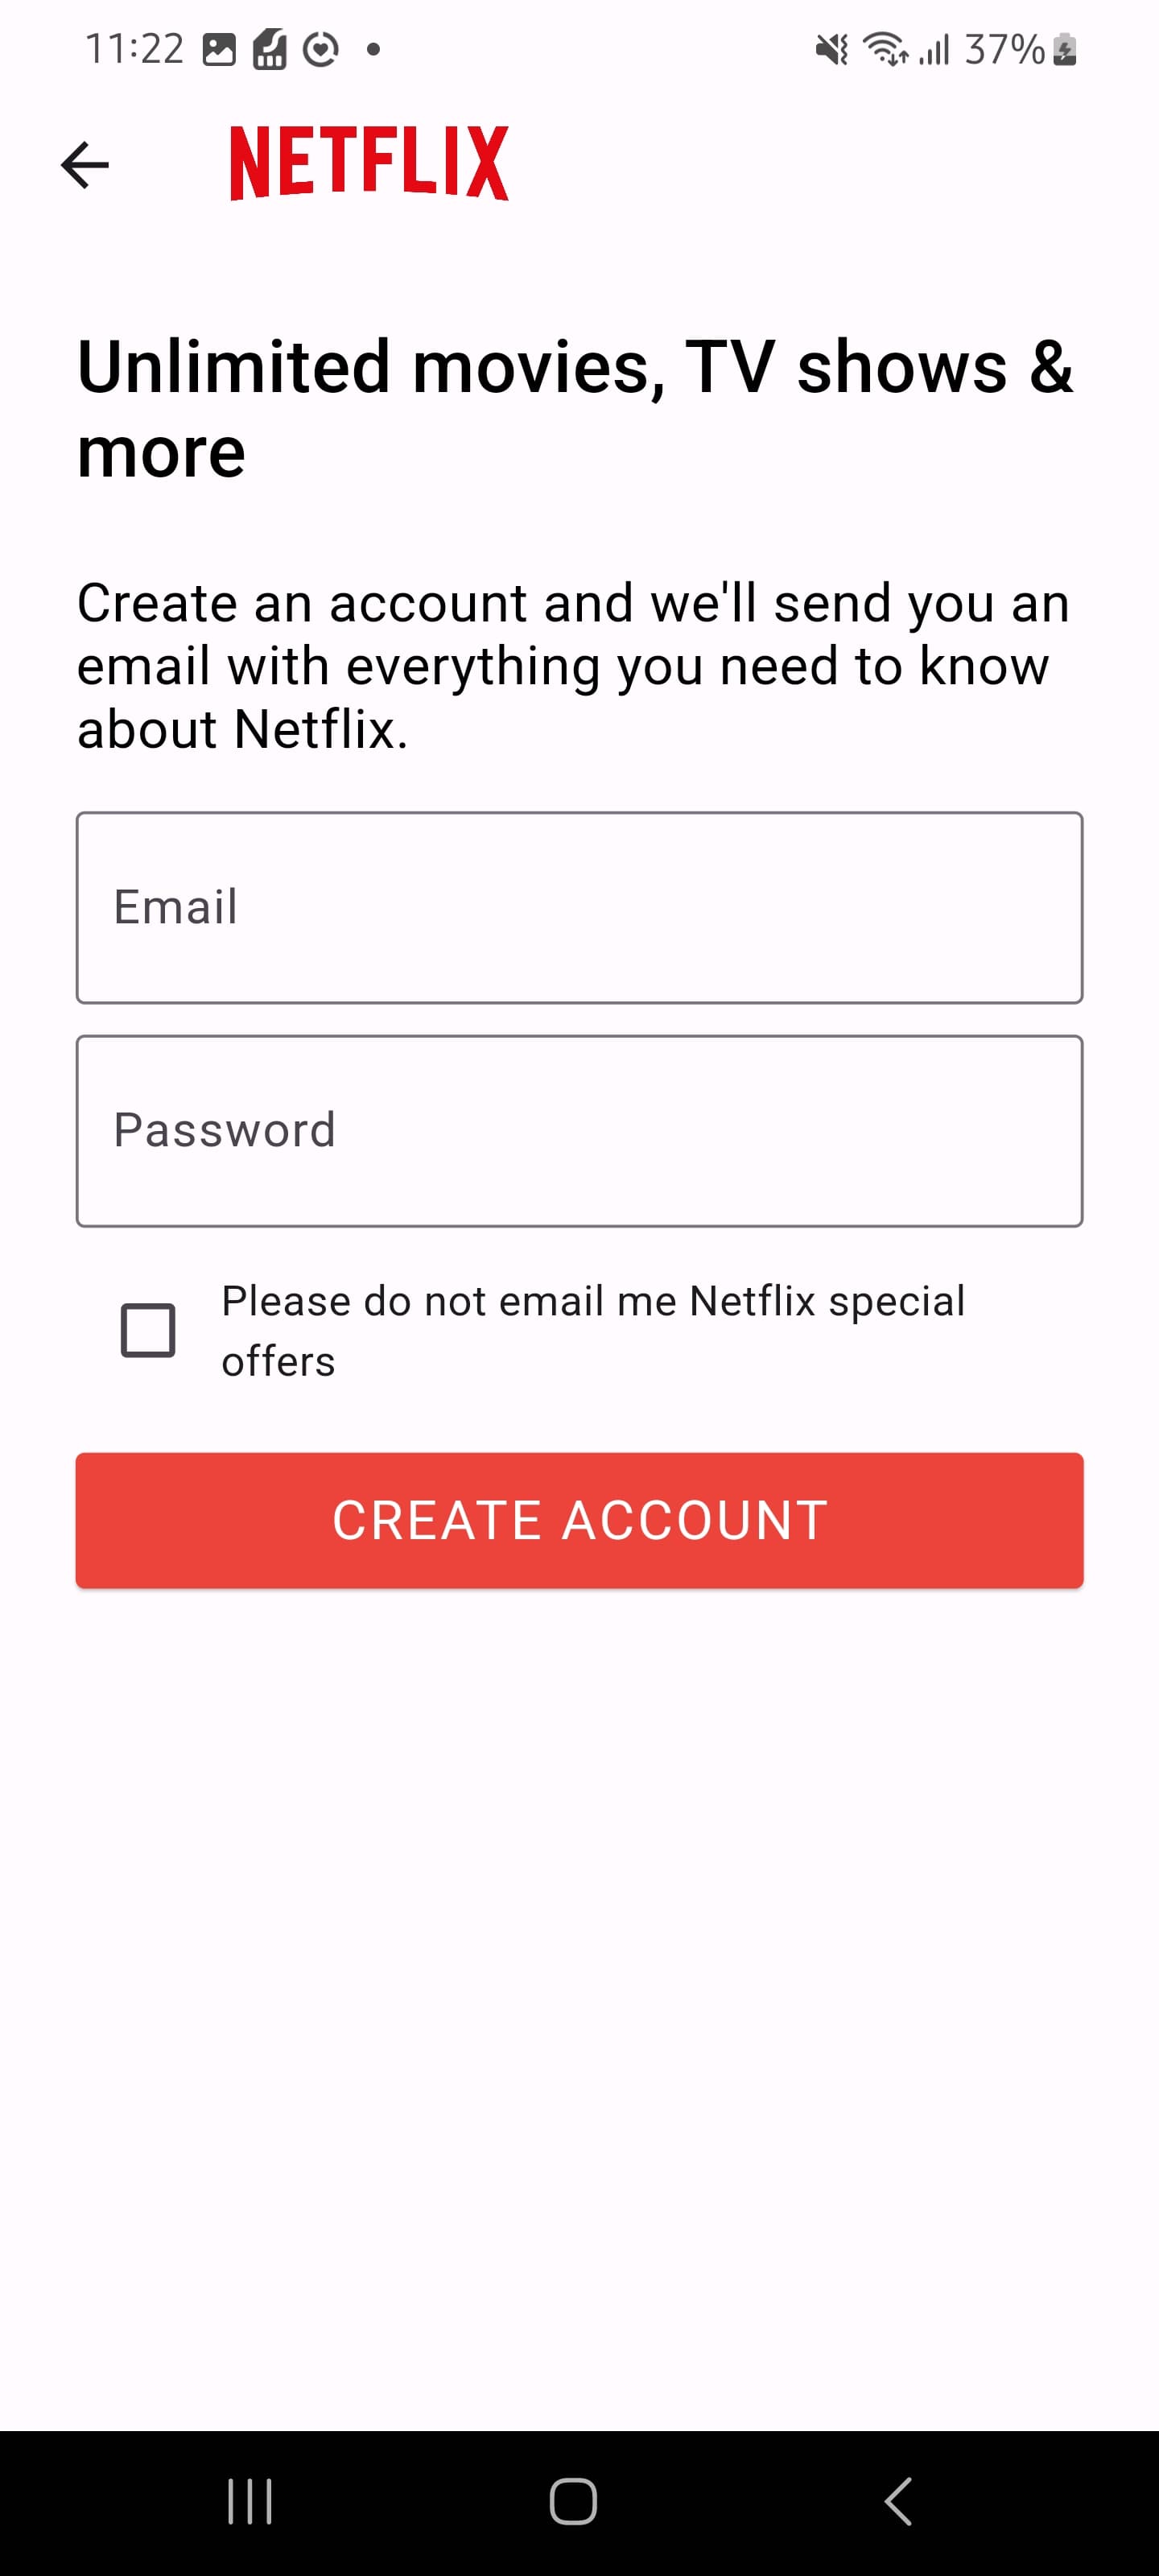 11:22
37%
NETFLIX
Unlimited movies, TV shows &
more
Create an account and we'll send you an
email with everything you need to know
about Netflix.
Email
Password
Please do not email me Netflix special
offers
CREATE ACCOUNT